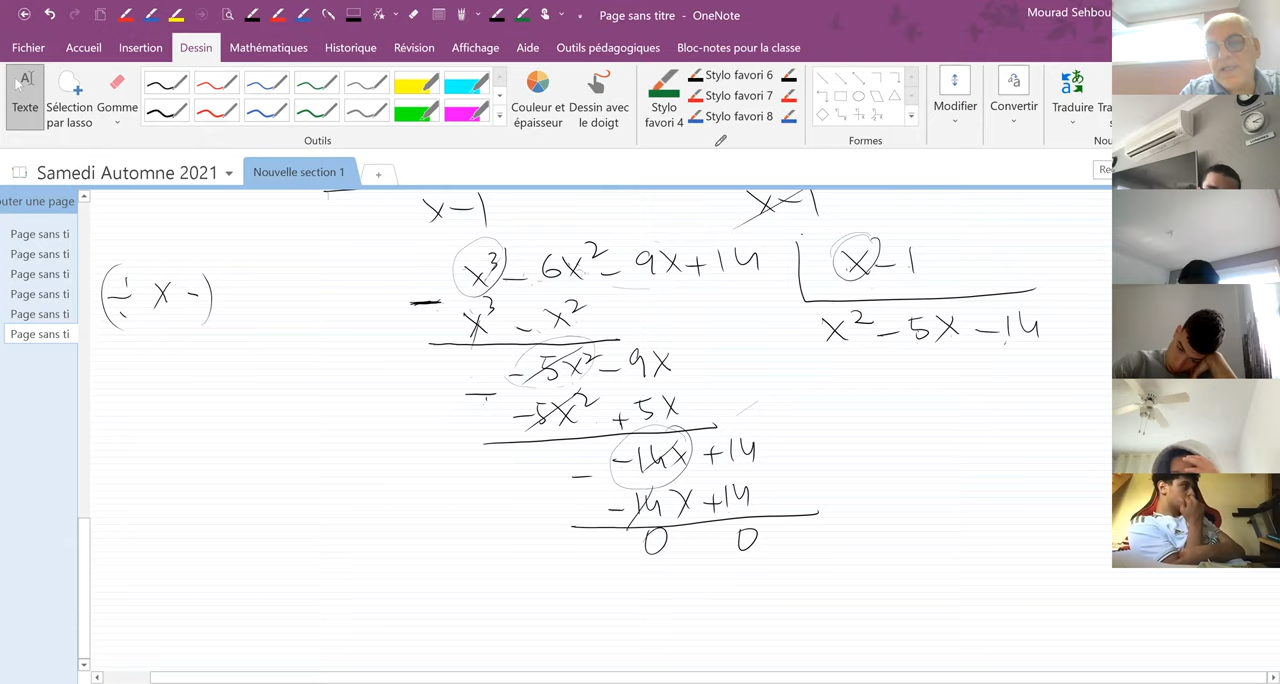 Page sans titre - OneNote
Mourad Sehbou
Fichier Accueil Insertion Dessin Mathématiques Historique Révision Affichage Aide Outils pédagogiques Bloc-notes pour la classe
Texte
Sélection par lasso
Gomme
Couleur et épaisseur
Dessin avec le doigt
Stylo favori 4
Stylo favori 6
Stylo favori 7
Stylo favori 8
Modifier
Convertir
Traduire
Outils
Formes
Samedi Automne 2021
Nouvelle section 1
outer une page
Page sans ti
Page sans ti
Page sans ti
Page sans ti
Page sans ti
Page sans ti
x - 1
x - 1
x³ - 6x² - 9x + 14
x - 1
(÷ x -)
- x³ - x²
x² - 5x - 14
-5x² - 9x
- -5x² + 5x
-14x + 14
- -14x + 14
0 0